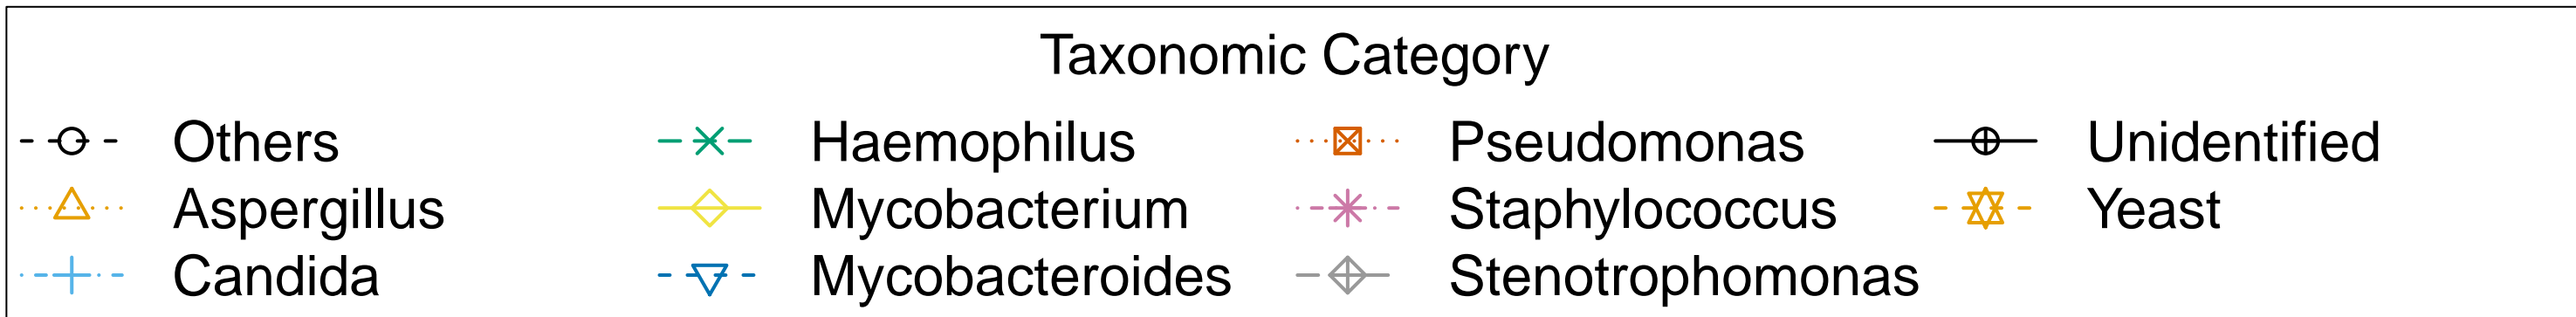 Taxonomic Category
Others
Aspergillus
Candida
Haemophilus
Mycobacterium
Mycobacteroides
Pseudomonas
Staphylococcus
Stenotrophomonas
Unidentified
Yeast